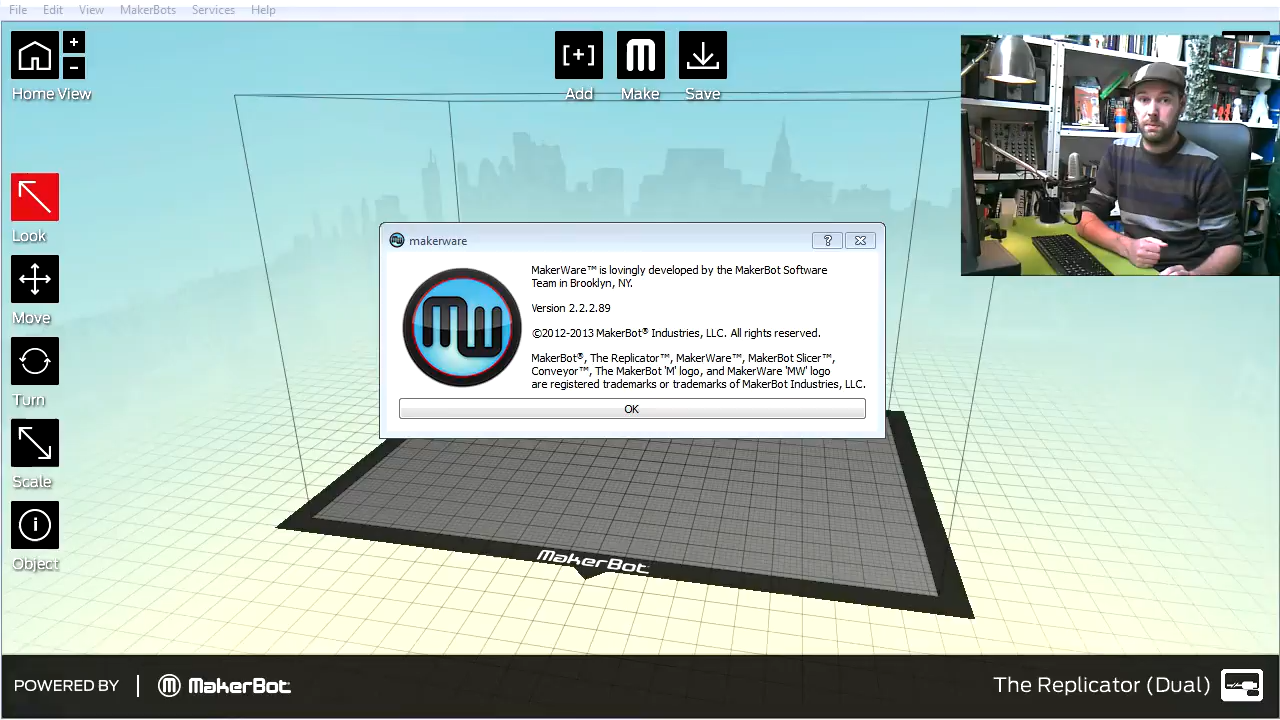 File Edit View MakerBots Services Help
+
-
Home View
[+] M
Add Make Save
Look
Move
Turn
Scale
i
Object
makerware
?
MW
MakerWare™ is lovingly developed by the MakerBot Software
Team in Brooklyn, NY.
Version 2.2.2.89
©2012-2013 MakerBot® Industries, LLC. All rights reserved.
MakerBot®, The Replicator™, MakerWare™, MakerBot Slicer™,
Conveyor™, The MakerBot 'M' logo, and MakerWare 'MW' logo
are registered trademarks or trademarks of MakerBot Industries, LLC.
OK
MakerBot
POWERED BY | M MakerBot
The Replicator (Dual)